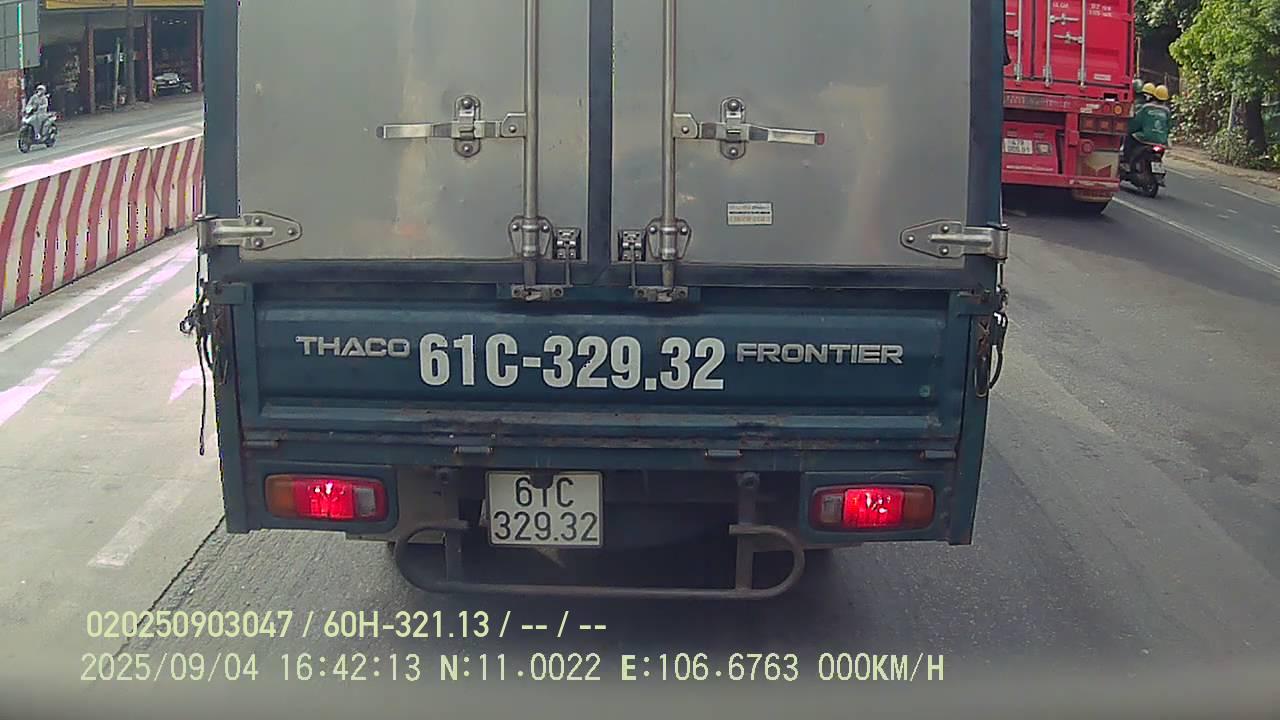 THACO 61C-329.32 FRONTIER
61C
329.32
020250903047 / 60H-321.13 / -- / --
2025/09/04 16:42:13 N:11.0022 E:106.6763 000KM/H